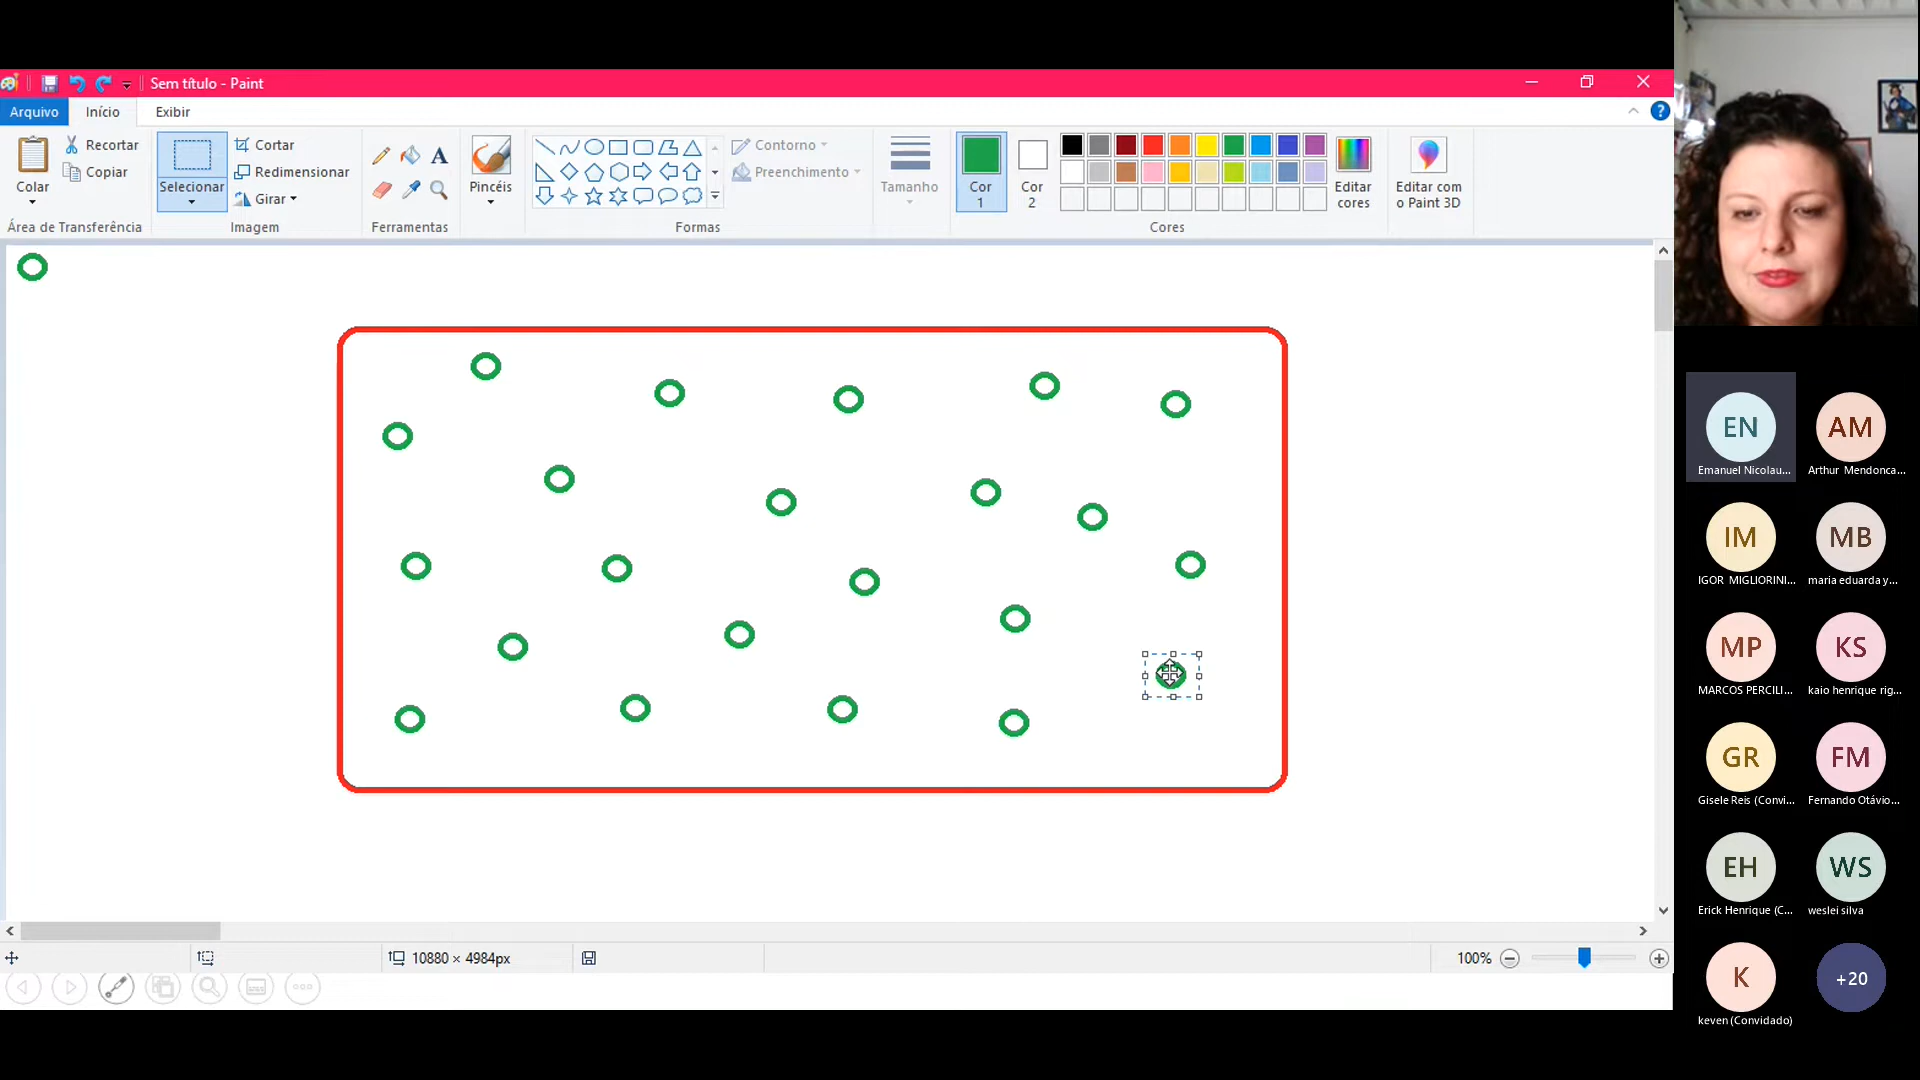 Sem título - Paint
Arquivo
Início
Exibir
Colar
Recortar
Copiar
Área de Transferência
Selecionar
Cortar
Redimensionar
Girar
Imagem
A
Ferramentas
Pincéis
Formas
Contorno
Preenchimento
Tamanho
Cor
1
Cor
2
Cores
Editar
cores
Editar com
o Paint 3D
?
10880 × 4984px
100%
EN
Emanuel Nicolau...
AM
Arthur Mendonca...
IM
IGOR MIGLIORINI...
MB
maria eduarda y...
MP
MARCOS PERCILI...
KS
kaio henrique rig...
GR
Gisele Reis (Convi...
FM
Fernando Otávio...
EH
Erick Henrique (C...
WS
weslei silva
K
keven (Convidado)
+20